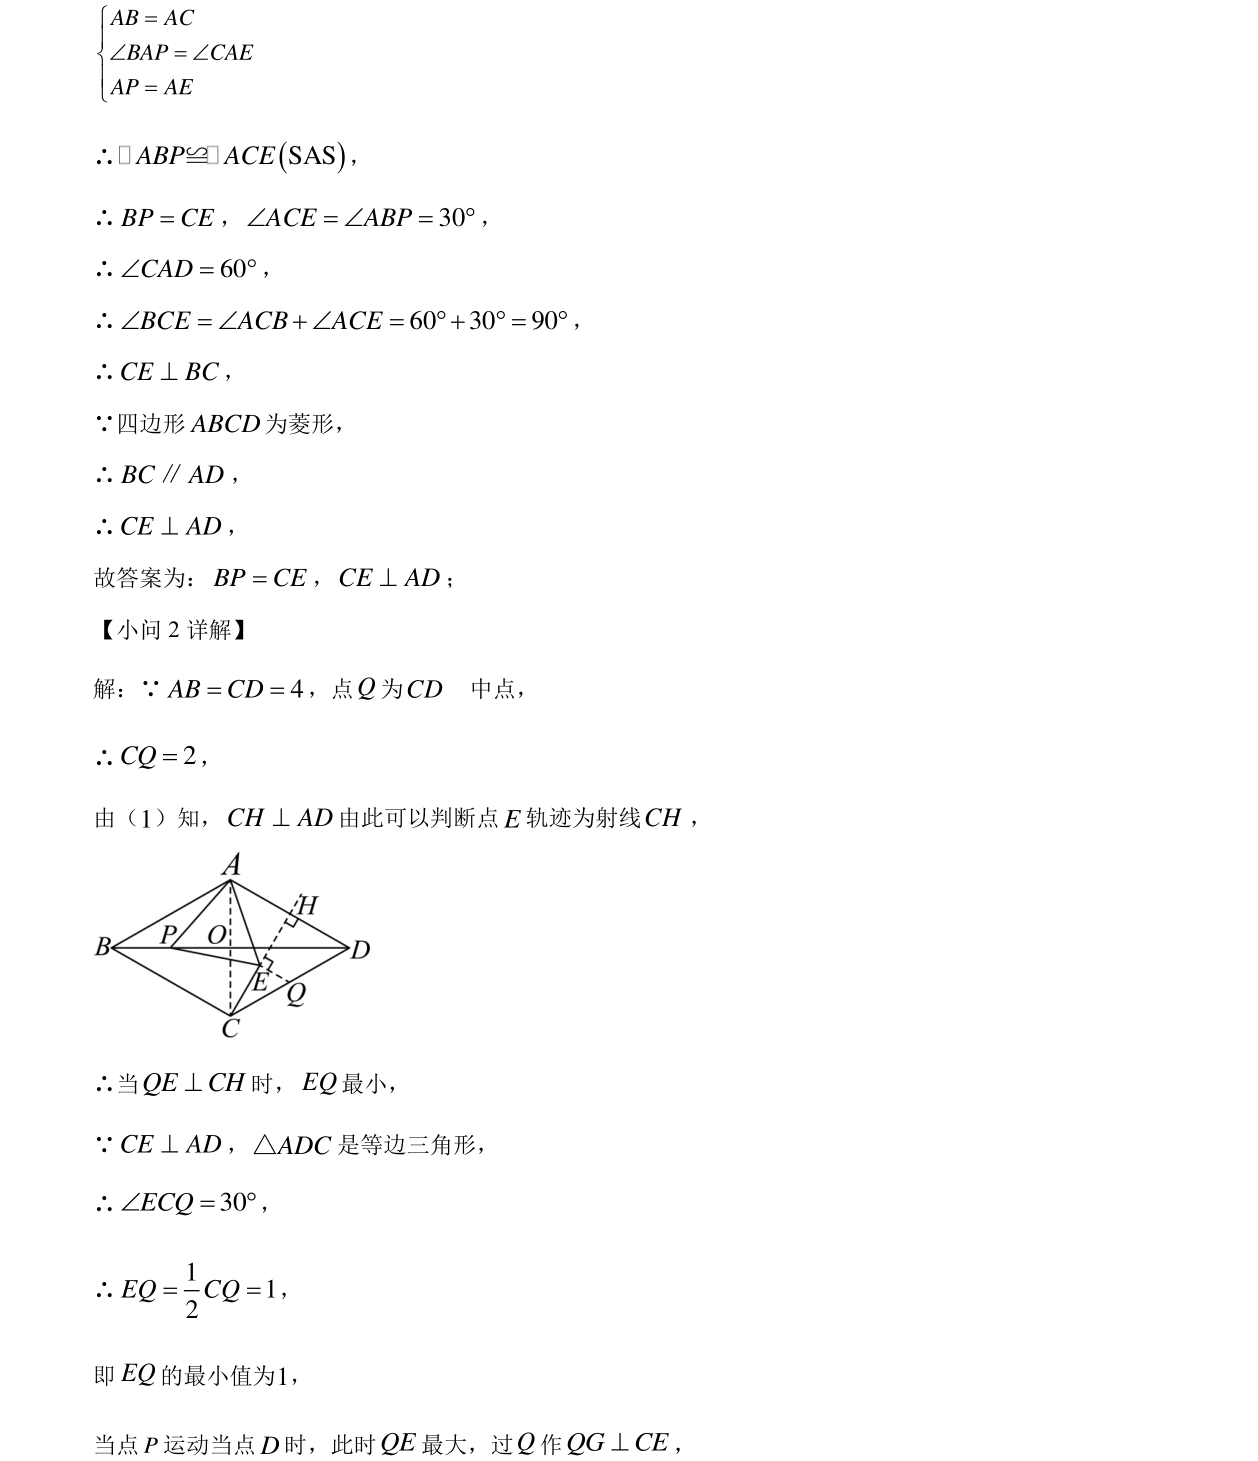 AB = AC
∠BAP = ∠CAE
AP = AE
∴□ABP≌□ACE(SAS)，
∴BP = CE，∠ACE = ∠ABP = 30°，
∴∠CAD = 60°，
∴∠BCE = ∠ACB + ∠ACE = 60° + 30° = 90°，
∴CE ⊥ BC，
∵四边形 ABCD 为菱形，
∴BC ∥ AD，
∴CE ⊥ AD，
故答案为：BP = CE，CE ⊥ AD；
【小问 2 详解】
解：∵AB = CD = 4，点Q为CD 中点，
∴CQ = 2，
由（1）知，CH ⊥ AD由此可以判断点E轨迹为射线CH，
A
H
B P O D
E Q
C
∴当QE ⊥ CH时，EQ最小，
∵CE ⊥ AD，△ADC是等边三角形，
∴∠ECQ = 30°，
∴EQ = 1/2 CQ = 1，
即EQ的最小值为1，
当点P运动当点D时，此时QE最大，过Q作QG ⊥ CE，